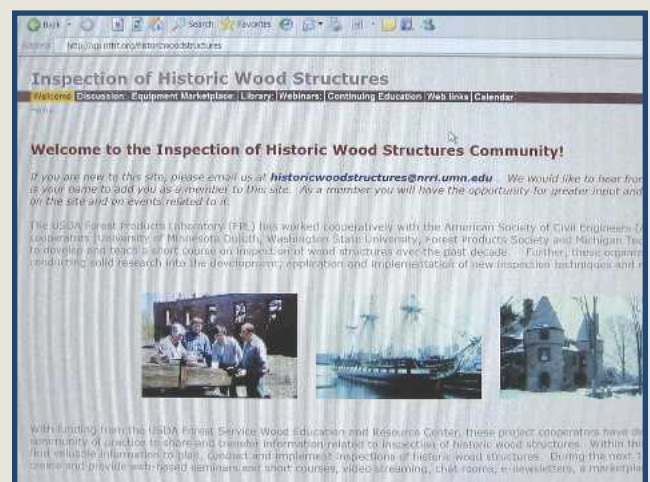 Back Search Favorites
Address http://qp.nrri.org/historicwoodstructures
Inspection of Historic Wood Structures
Welcome Discussion: Equipment Marketplace: Library: Webinars: Continuing Education Web links Calendar
Home
Welcome to the Inspection of Historic Wood Structures Community!
If you are new to this site, please email us at historicwoodstructures@nrri.umn.edu. We would like to hear from
is your name to add you as a member to this site. As a member you will have the opportunity for greater input and
on the site and on events related to it.
The USDA Forest Products Laboratory (FPL) has worked cooperatively with the American Society of Civil Engineers
cooperators (University of Minnesota Duluth, Washington State University, Forest Products Society and Michigan Tec
to develop and teach a short course on inspection of wood structures over the past decade. Further, these organiz
conducting solid research into the development, application and implementation of new inspection techniques and
With funding from the USDA Forest Service Wood Education and Resource Center, these project cooperators have de
community of practice to share and transfer information related to inspection of historic wood structures. Within thi
find valuable information to plan, conduct and implement inspections of historic wood structures. During the next 1
create and provide web-based seminars and short courses, video streaming, chat rooms, e-newsletters, a marketplac